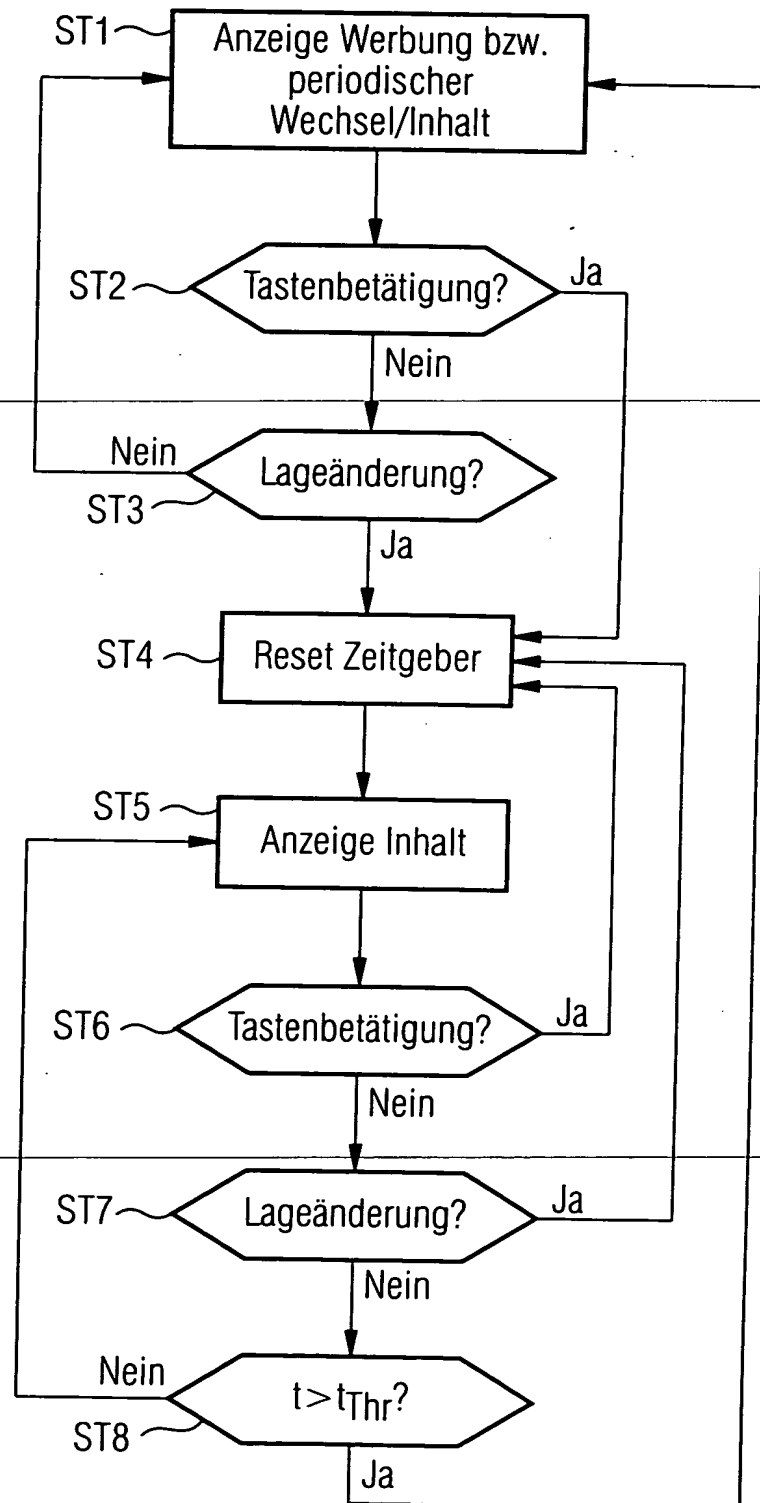 ST1
Anzeige Werbung bzw.
periodischer
Wechsel/Inhalt
ST2
Tastenbetätigung?
Ja
Nein
Nein
Lageänderung?
ST3
Ja
ST4
Reset Zeitgeber
ST5
Anzeige Inhalt
ST6
Tastenbetätigung?
Ja
Nein
ST7
Lageänderung?
Ja
Nein
Nein
t>tThr?
ST8
Ja